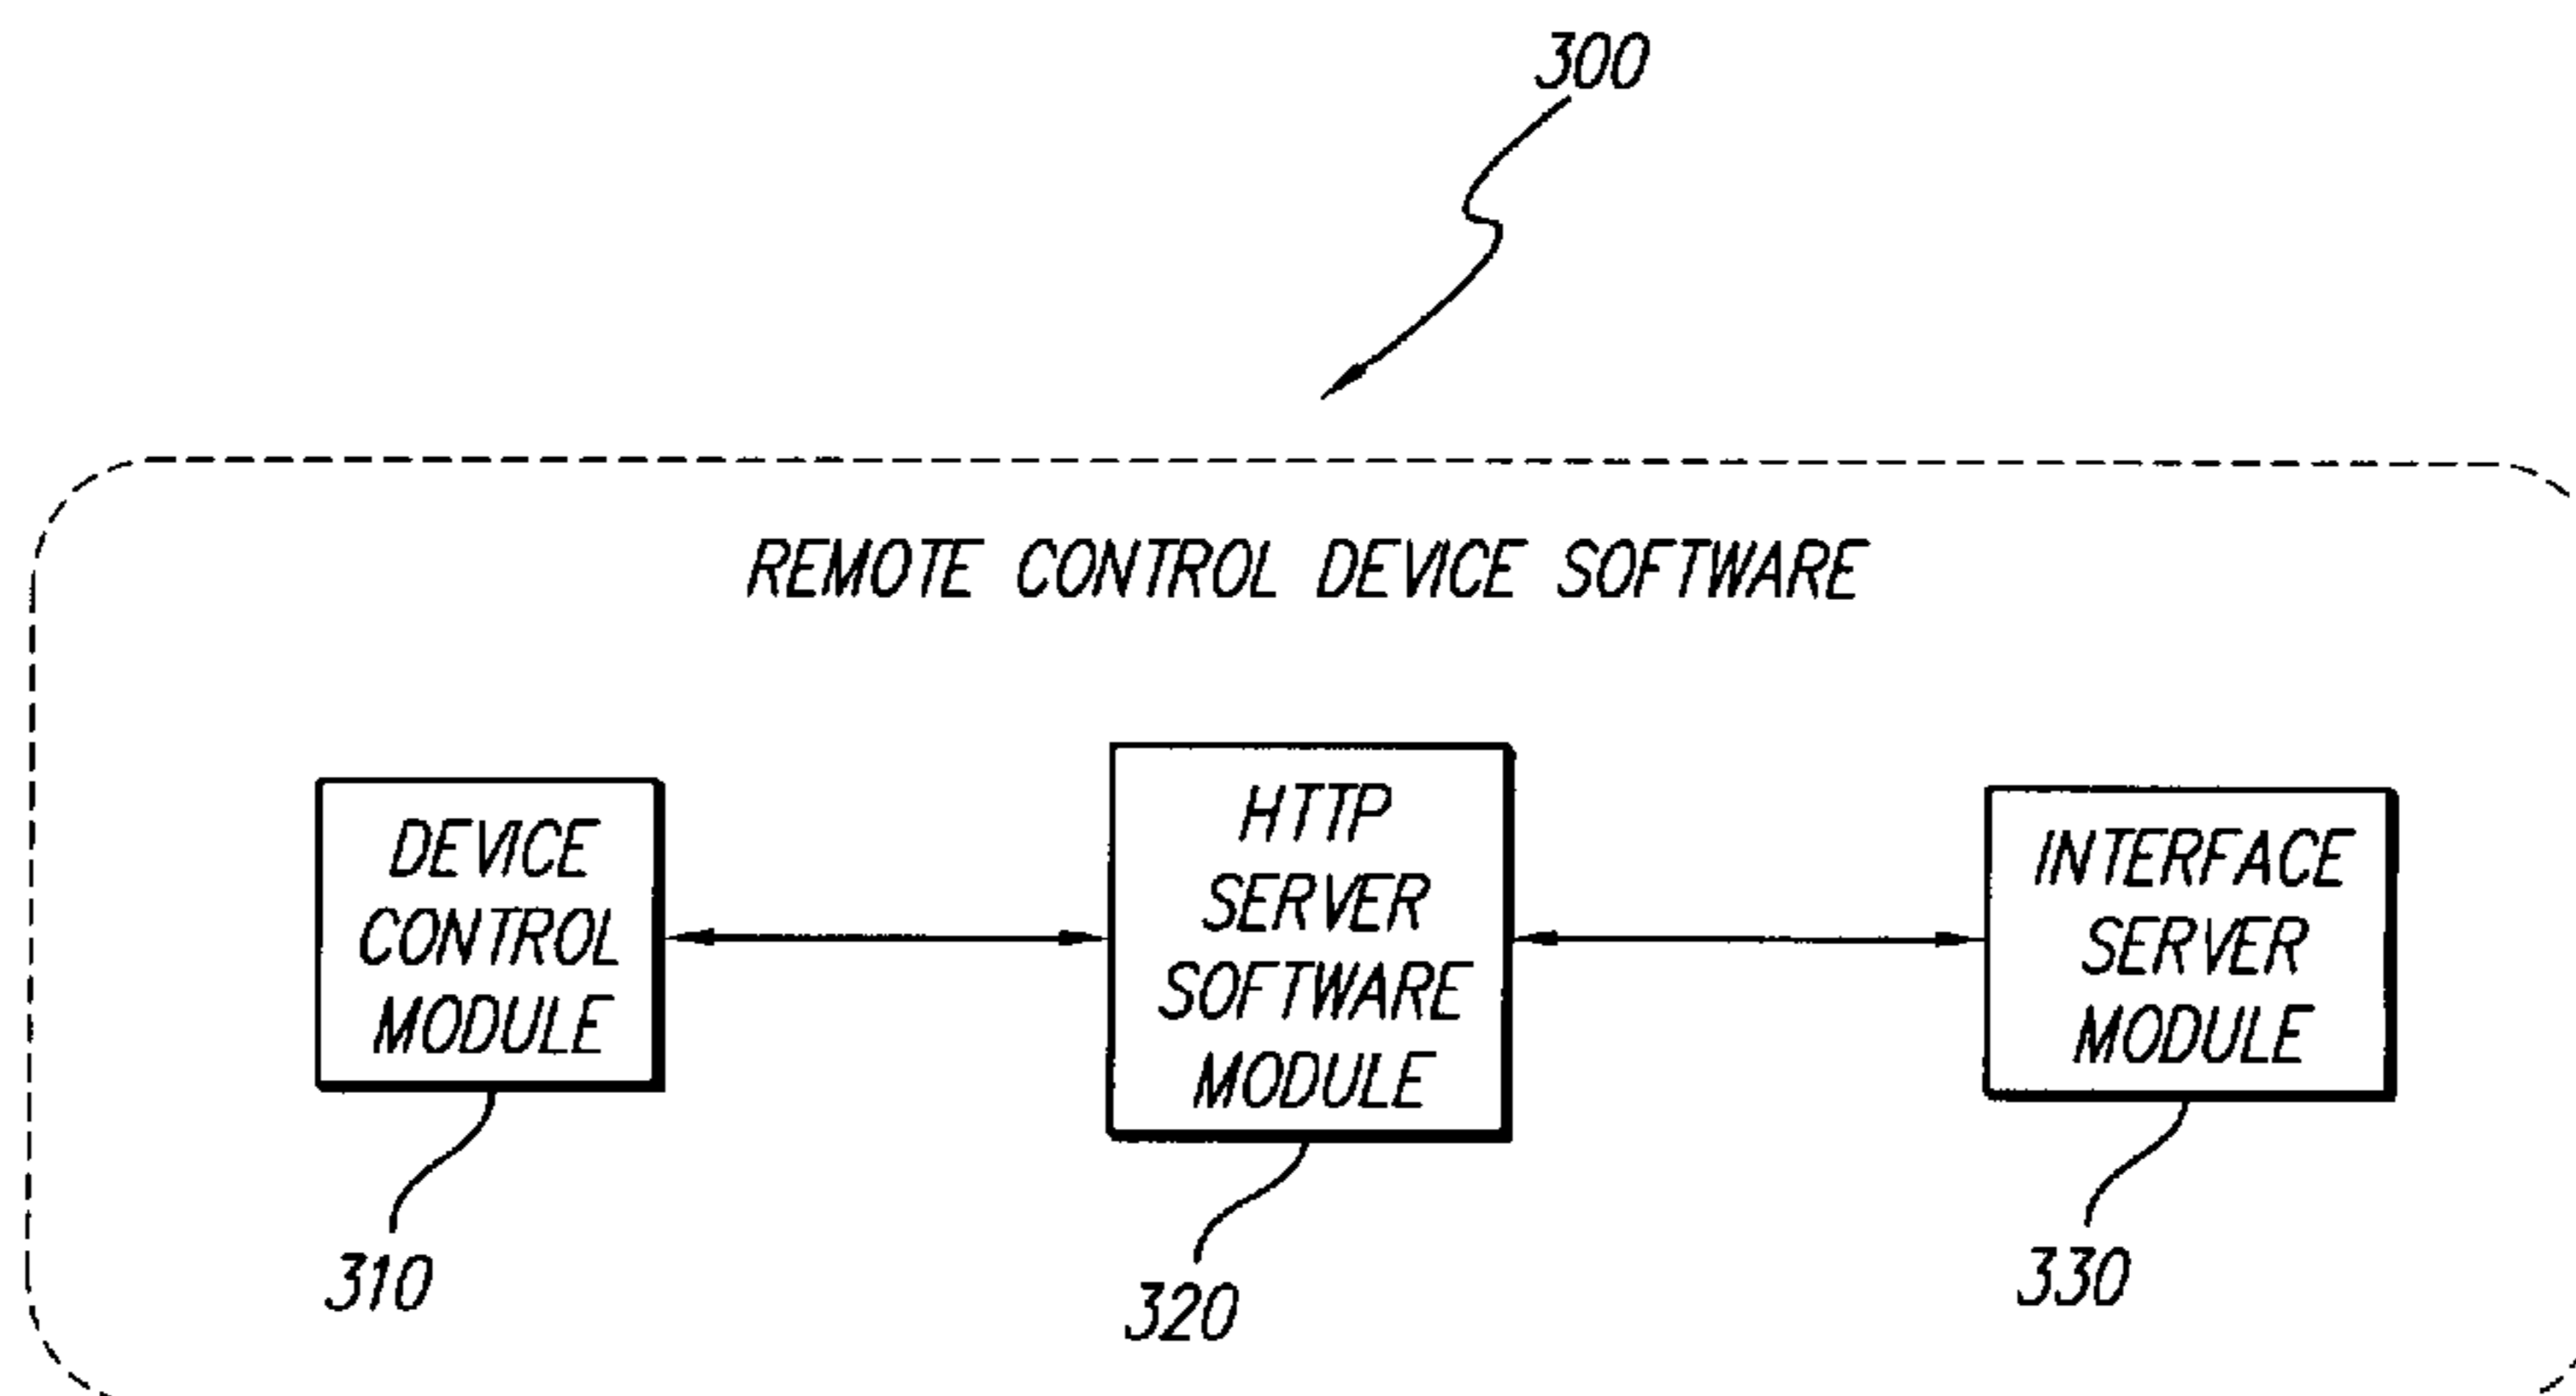 300
REMOTE CONTROL DEVICE SOFTWARE
DEVICE
CONTROL
MODULE
HTTP
SERVER
SOFTWARE
MODULE
INTERFACE
SERVER
MODULE
310
320
330